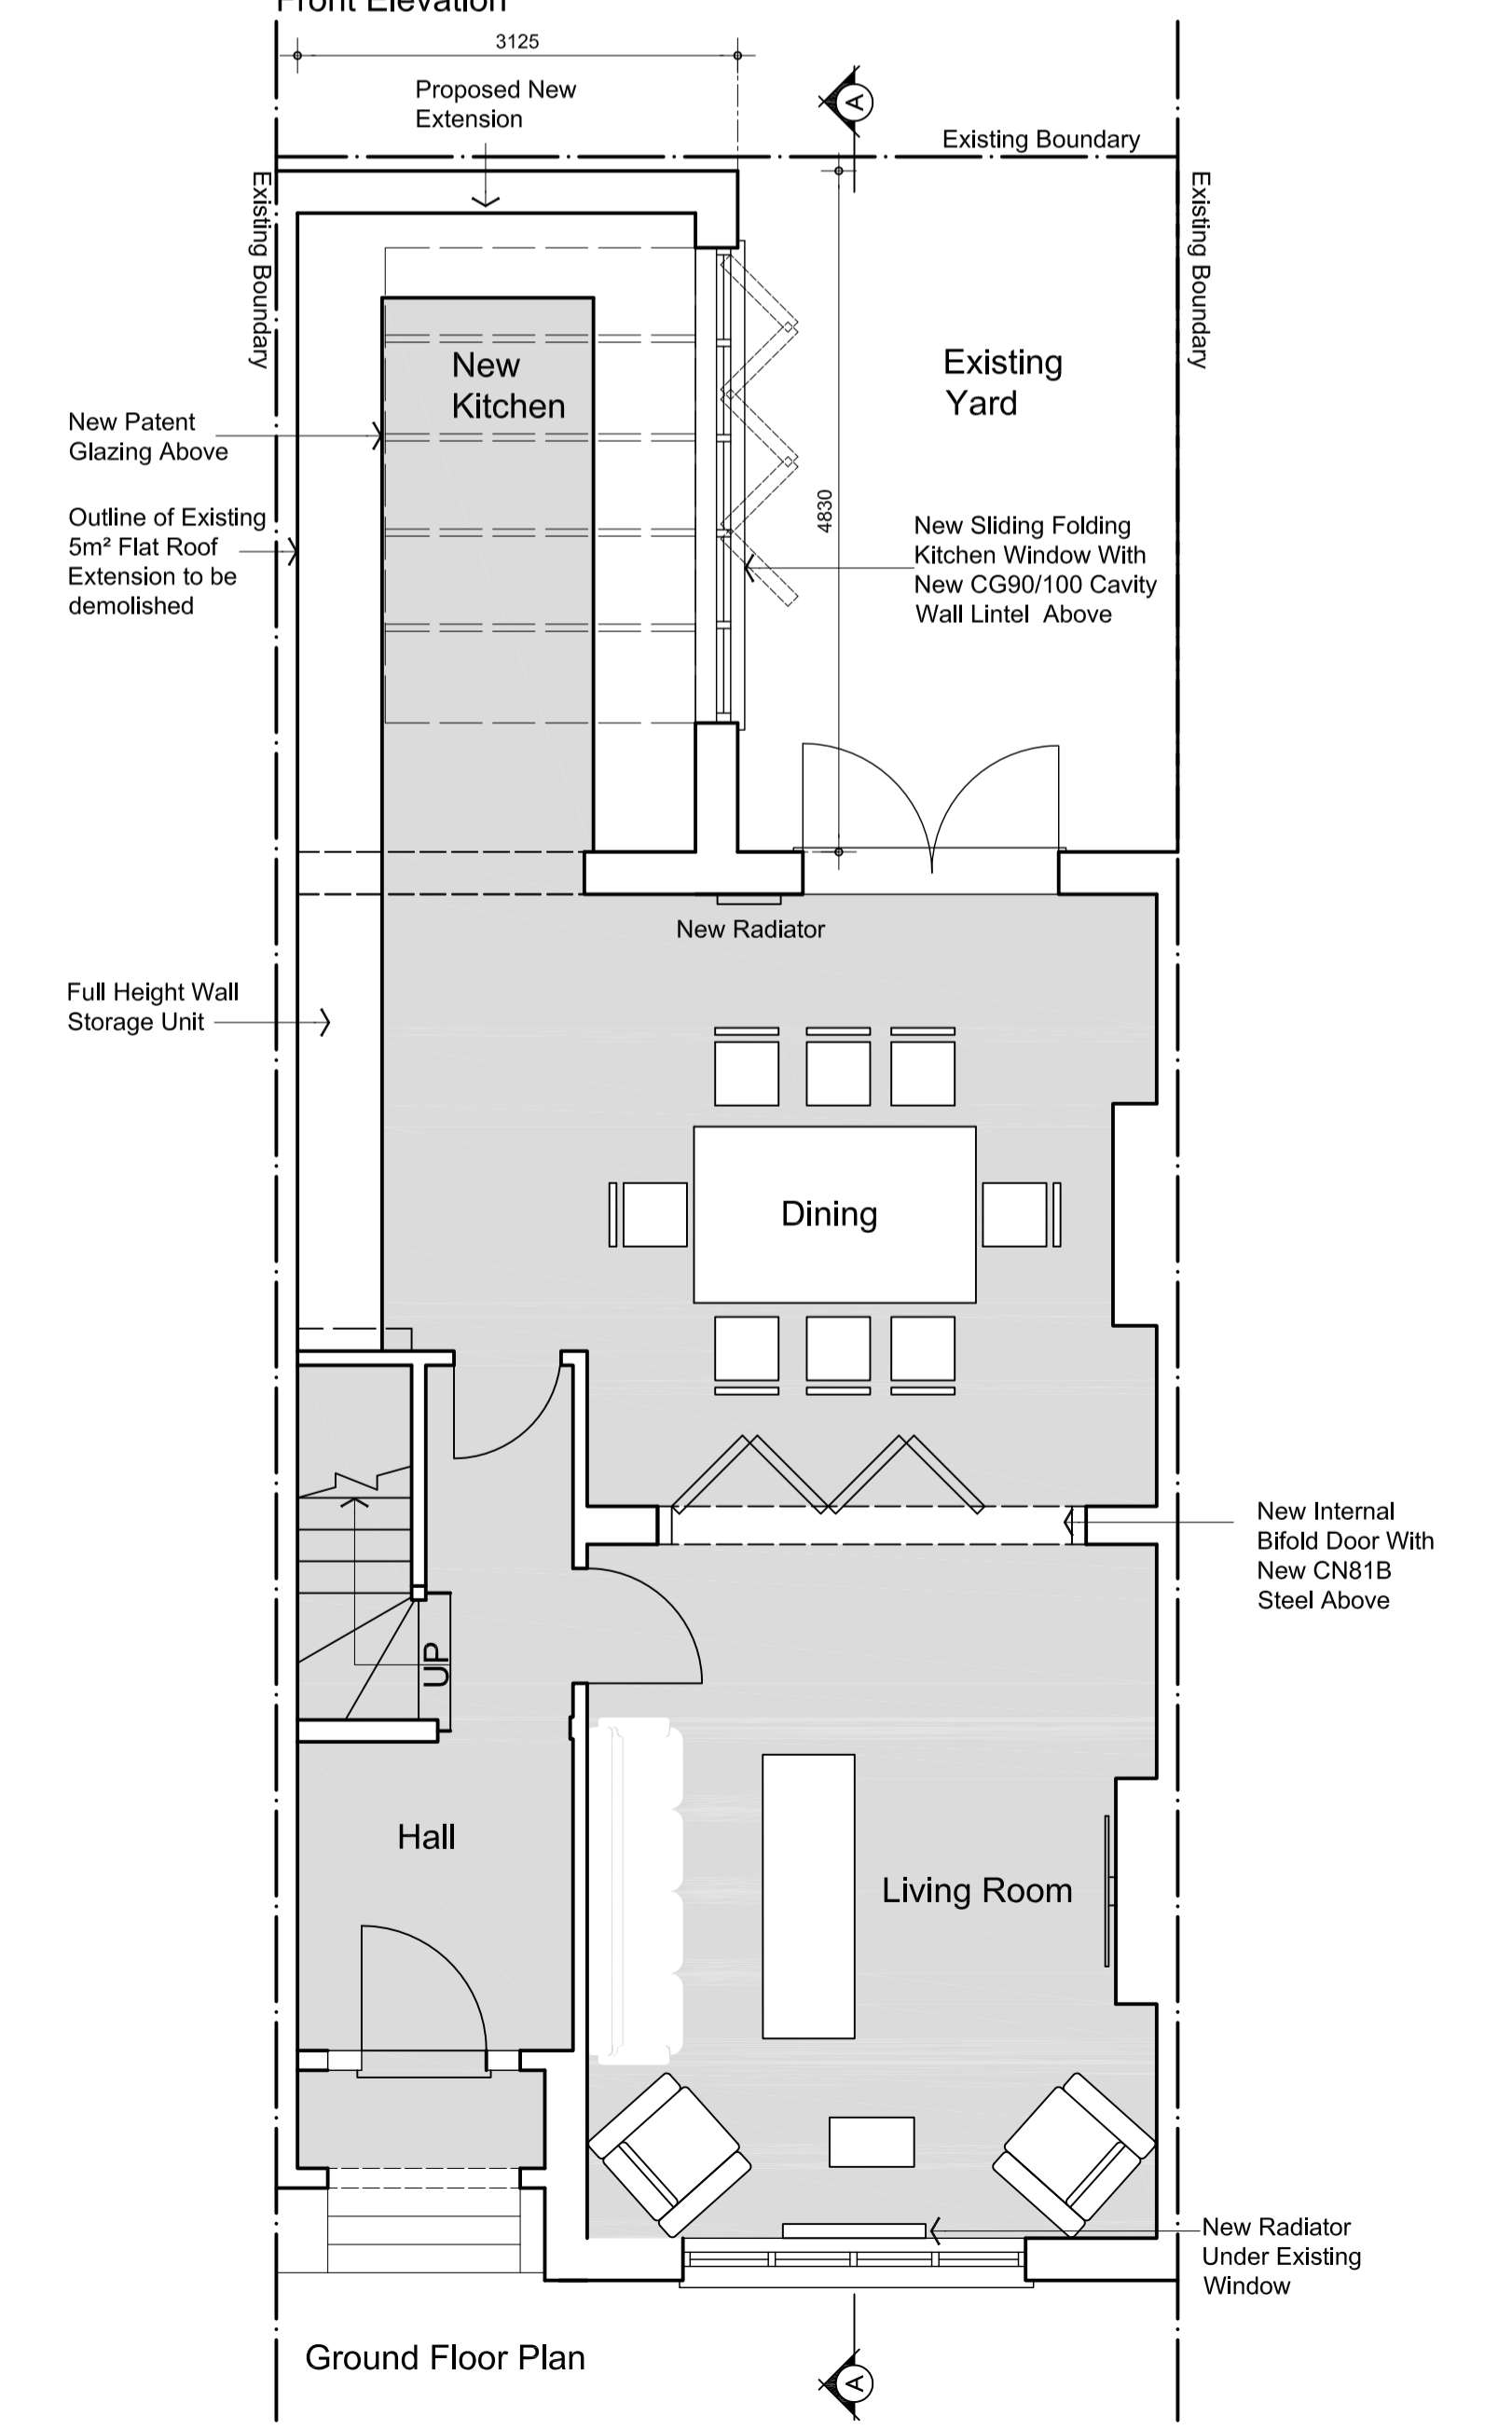 Front Elevation
3125
Proposed New
Extension
A
Existing Boundary
Existing Boundary
Existing Boundary
New
Kitchen
Existing
Yard
New Patent
Glazing Above
4830
Outline of Existing
5m² Flat Roof
Extension to be
demolished
New Sliding Folding
Kitchen Window With
New CG90/100 Cavity
Wall Lintel Above
New Radiator
Full Height Wall
Storage Unit
Dining
New Internal
Bifold Door With
New CN81B
Steel Above
UP
Hall
Living Room
New Radiator
Under Existing
Window
Ground Floor Plan
A